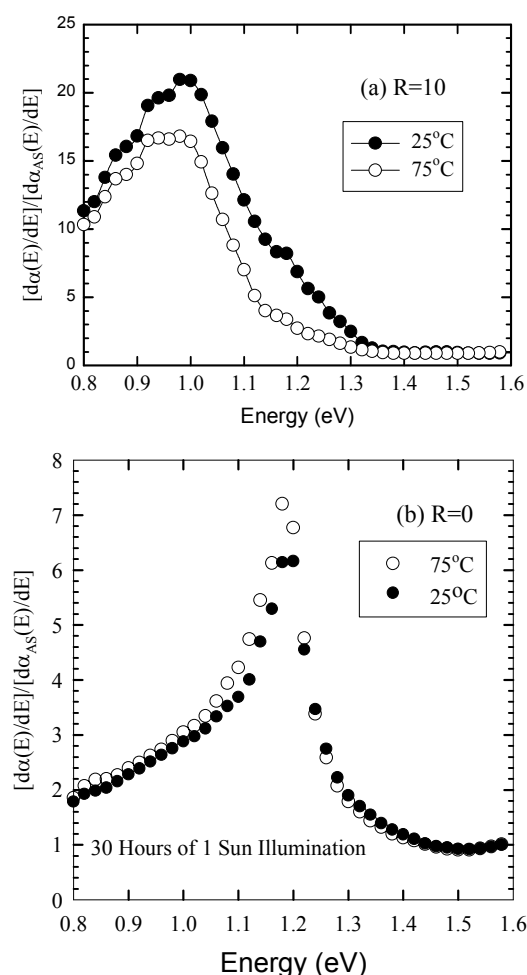 25
20
15
10
5
0
[dα(E)/dE]/[dα_AS(E)/dE]
(a) R=10
25°C
75°C
0.8 0.9 1.0 1.1 1.2 1.3 1.4 1.5 1.6
Energy (eV)
8
7
6
5
4
3
2
1
0
[dα(E)/dE]/[dα_AS(E)/dE]
(b) R=0
75°C
25°C
30 Hours of 1 Sun Illumination
0.8 0.9 1.0 1.1 1.2 1.3 1.4 1.5 1.6
Energy (eV)